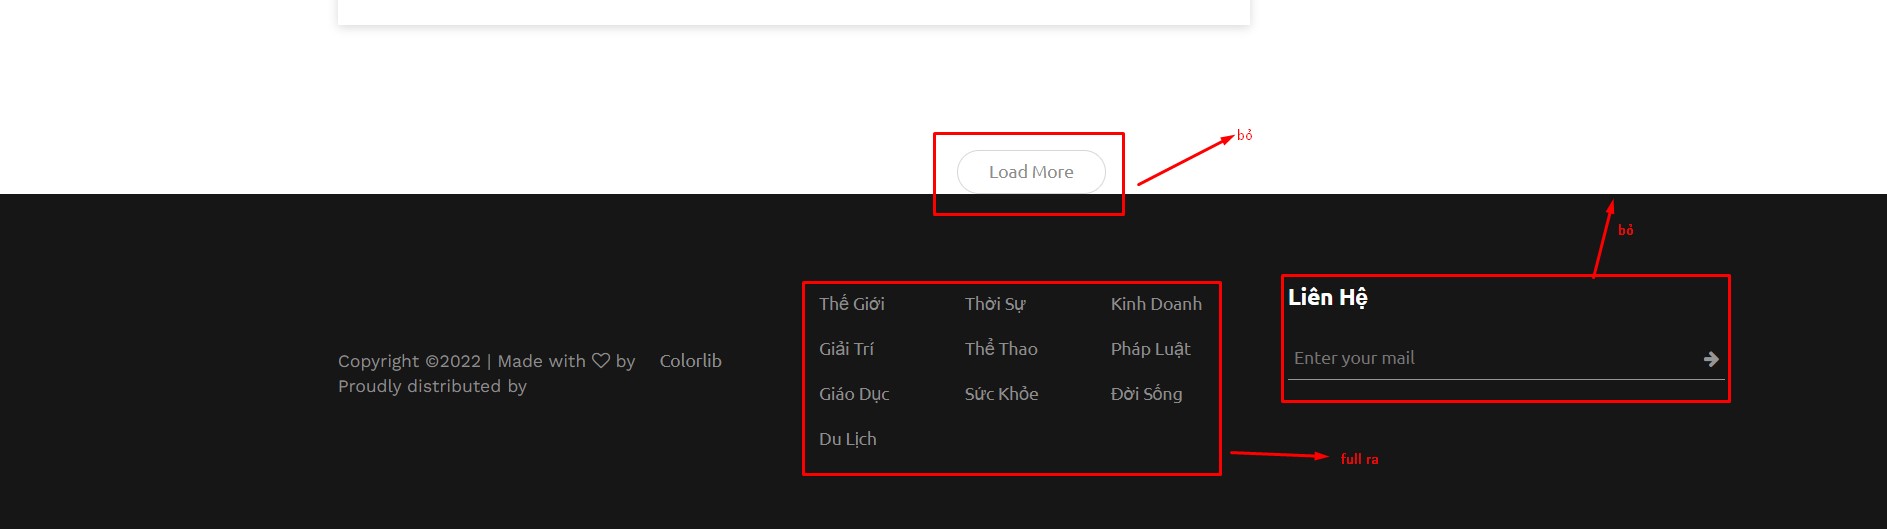 bỏ
Load More
bỏ
Liên Hệ
Thế Giới Thời Sự Kinh Doanh
Copyright ©2022 | Made with ♡ by Colorlib
Enter your mail
Giải Trí Thể Thao Pháp Luật
Proudly distributed by
Giáo Dục Sức Khỏe Đời Sống
Du Lịch
full ra